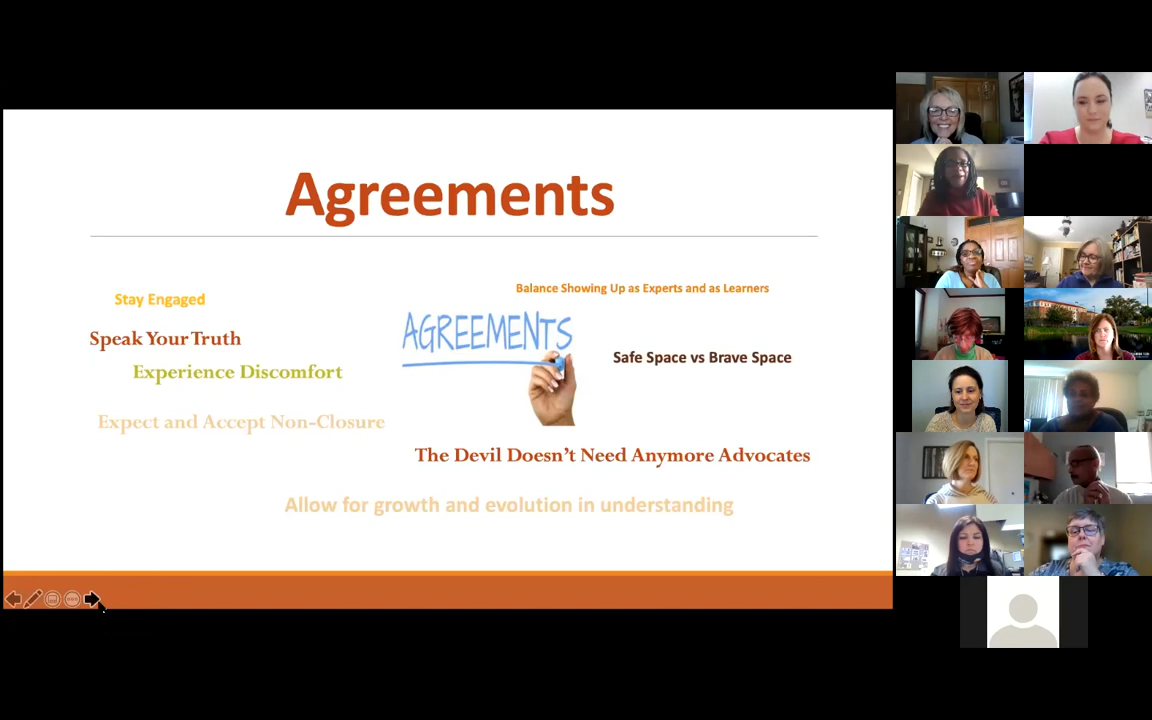 Agreements
Stay Engaged
Balance Showing Up as Experts and as Learners
AGREEMENTS
Speak Your Truth
Safe Space vs Brave Space
Experience Discomfort
Expect and Accept Non-Closure
The Devil Doesn't Need Anymore Advocates
Allow for growth and evolution in understanding